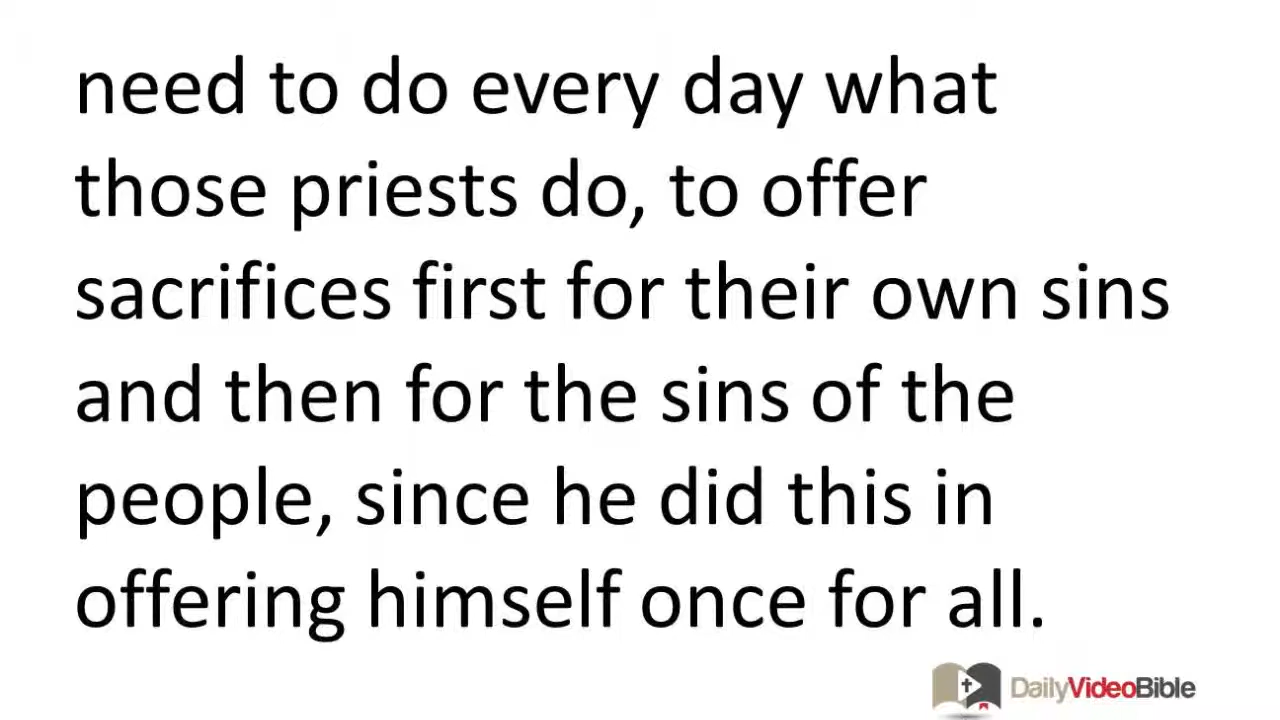 need to do every day what
those priests do, to offer
sacrifices first for their own sins
and then for the sins of the
people, since he did this in
offering himself once for all.
DailyVideoBible